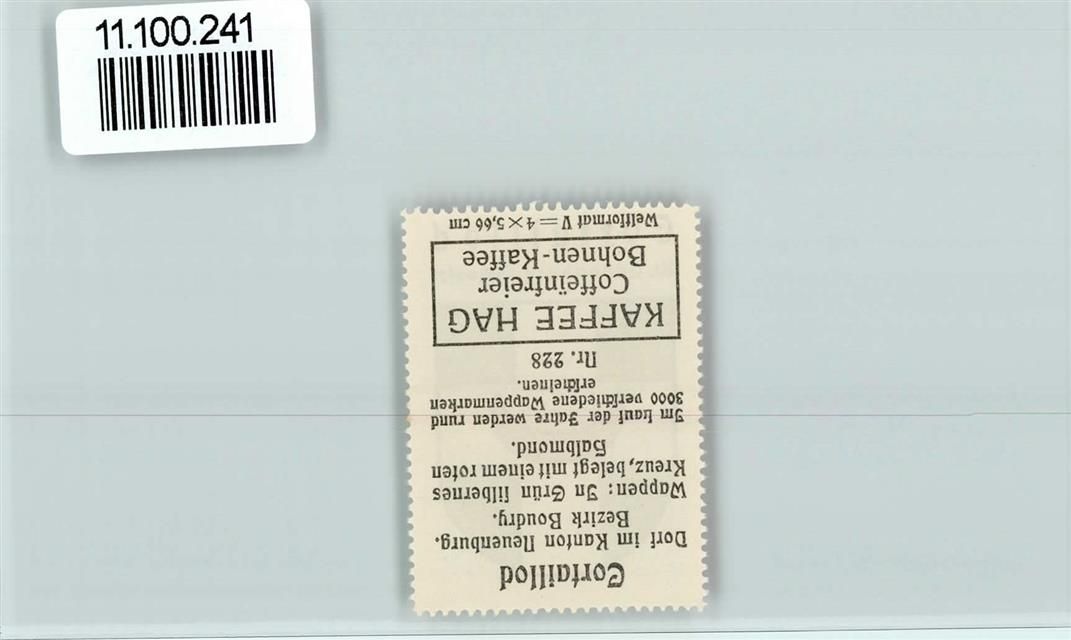 11.100.241
Cortaillod
Dorf im Kanton Neuenburg.
Bezirk Boudry.
Wappen: In Grün silbernes
Kreuz, belegt mit einem roten
Halbmond.
Im Lauf der Jahre werden rund
3000 verschiedene Wappenmarken
erscheinen.
Nr. 228
KAFFEE HAG
Coffeïnfreier
Bohnen-Kaffee
Weltformat V = 4 × 5,66 cm